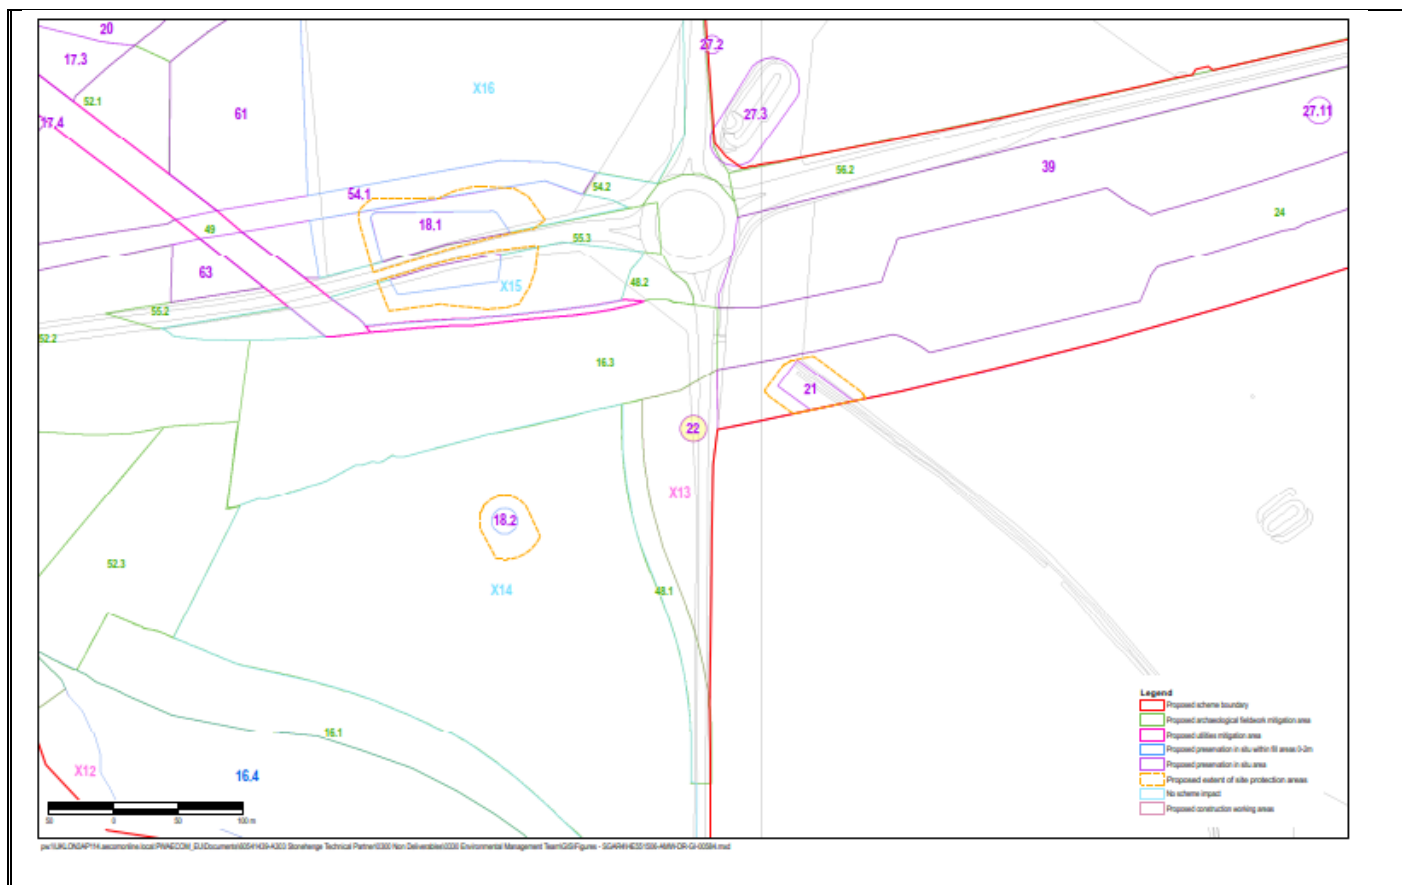 20
17.3
52.1
17.4
61
X16
27.2
27.3
27.11
39
56.2
24
54.1
54.2
49
18.1
55.3
63
X15
48.2
55.2
52.2
16.3
21
22
X13
18.2
52.3
X14
48.1
16.1
X12
16.4
50 0 50 100 m
Legend
Proposed scheme boundary
Proposed archaeological fieldwork mitigation area
Proposed utilities mitigation area
Proposed preservation in situ within fill areas 0-2m
Proposed preservation in situ area
Proposed extent of site protection areas
No scheme impact
Proposed construction working areas